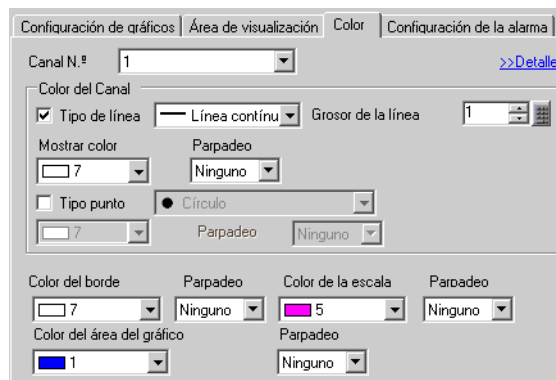 Configuración de gráficos Área de visualización Color Configuración de la alarma
Canal N.º 1 >>Detalle
Color del Canal
Tipo de línea Línea contínu Grosor de la línea 1
Mostrar color Parpadeo
7 Ninguno
Tipo punto Círculo
7 Parpadeo Ninguno
Color del borde Parpadeo Color de la escala Parpadeo
7 Ninguno 5 Ninguno
Color del área del gráfico Parpadeo
1 Ninguno